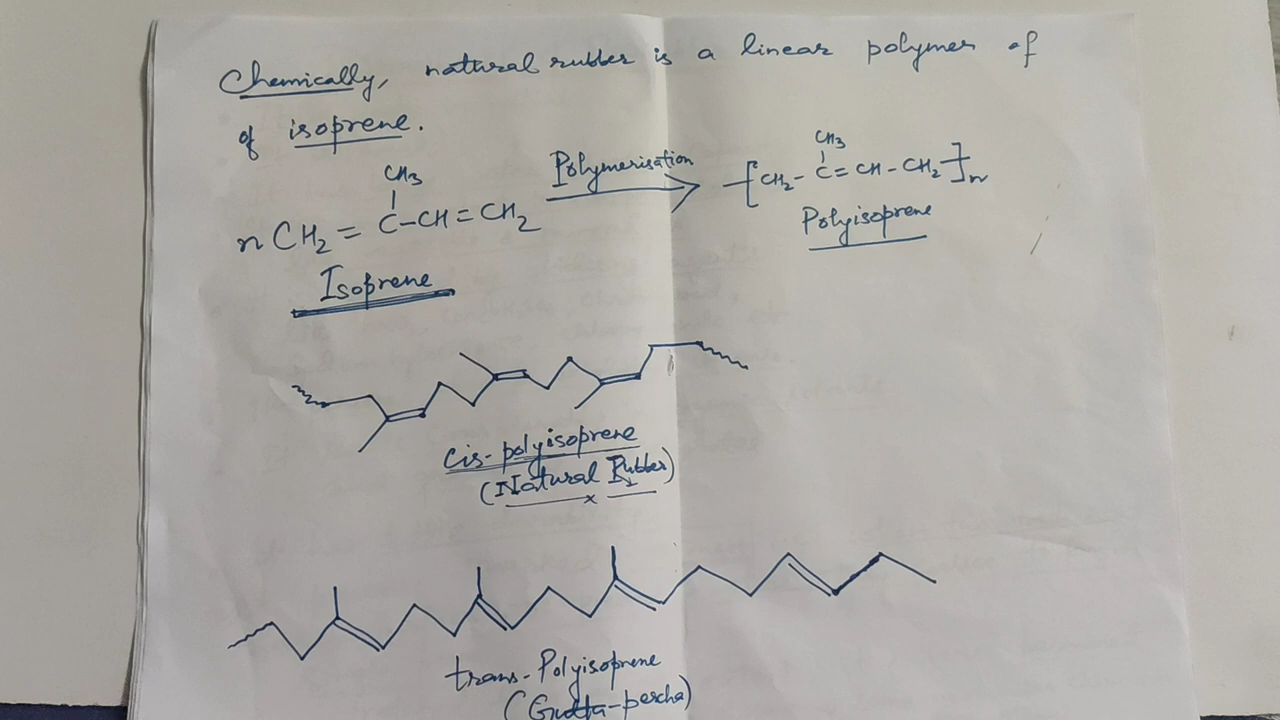 Chemically, natural rubber is a linear polymer of
of isoprene.
CH3
n CH2 = C-CH=CH2
Polymerisation
CH3
[CH2-C=CH-CH2]n
Isoprene
Polyisoprene
cis-polyisoprene
(Natural Rubber)
x
trans-Polyisoprene
(Gutta-percha)